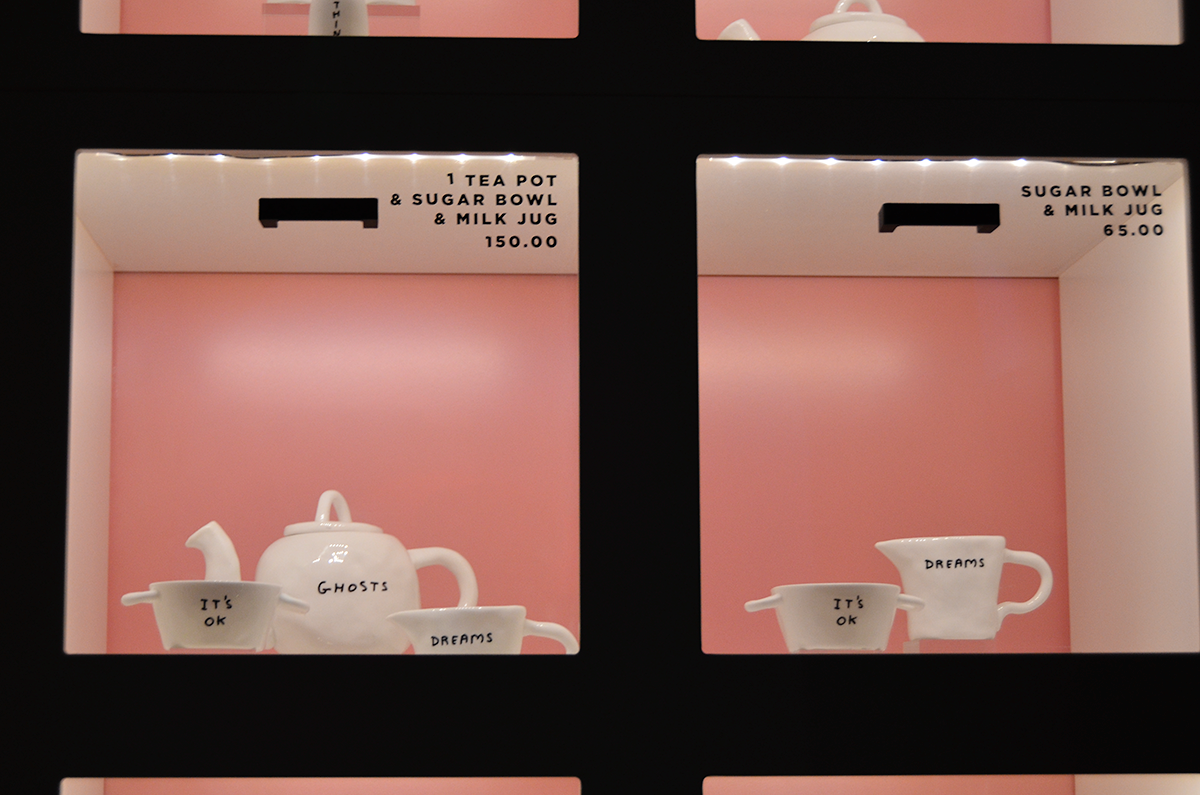 THIN
1 TEA POT
& SUGAR BOWL
& MILK JUG
150.00
GHOSTS
IT'S
OK
DREAMS
SUGAR BOWL
& MILK JUG
65.00
DREAMS
IT'S
OK